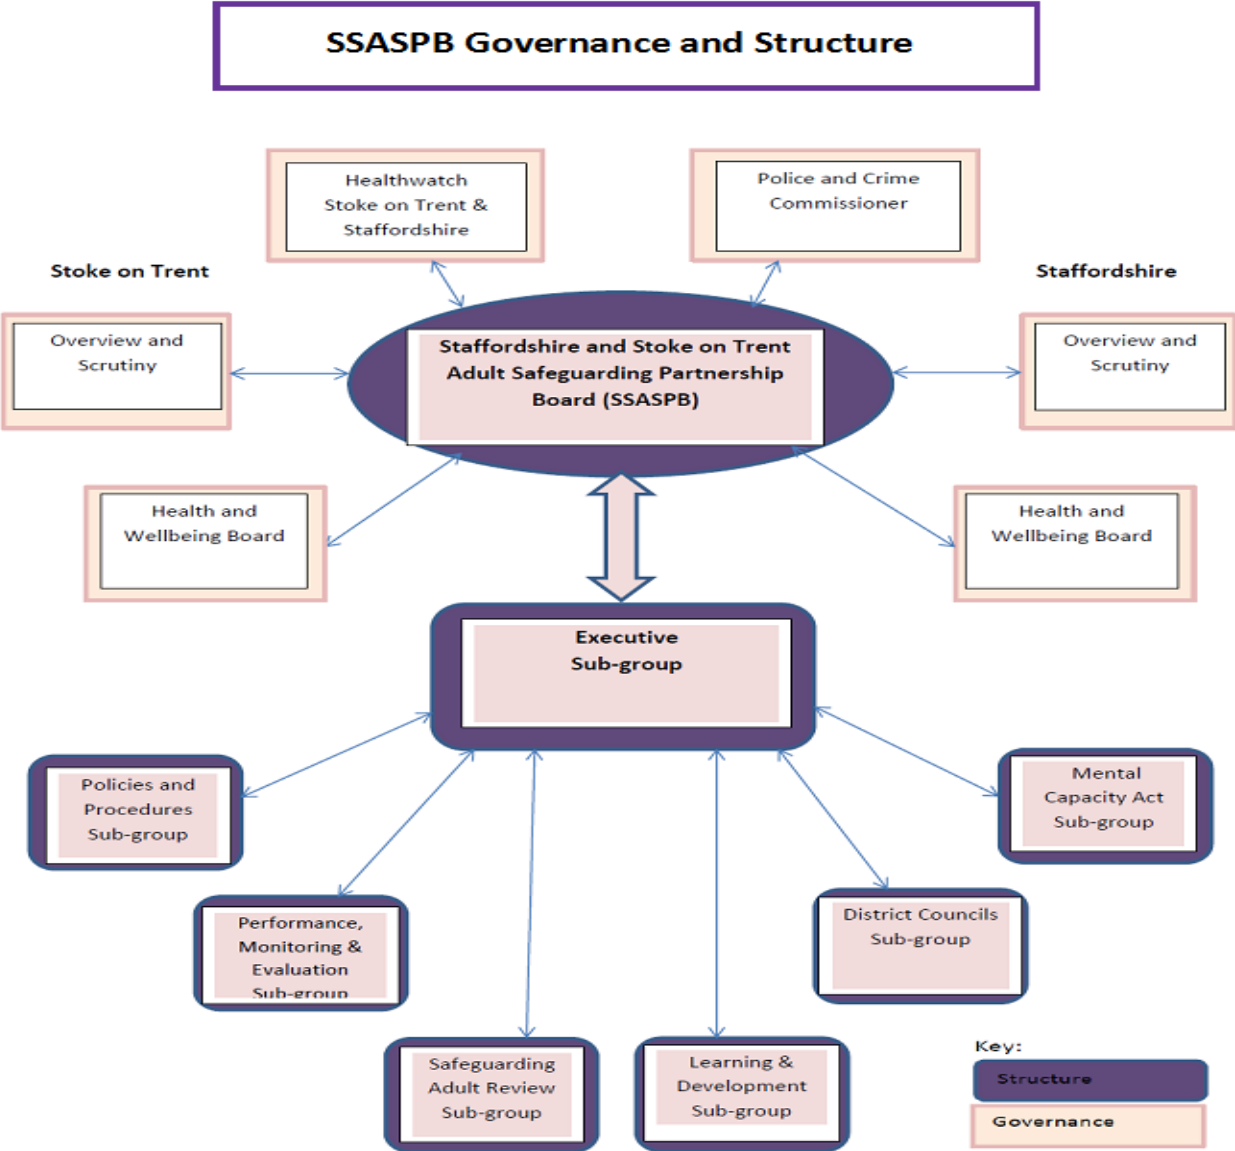 SSASPB Governance and Structure
Healthwatch
Stoke on Trent &
Staffordshire
Police and Crime
Commissioner
Stoke on Trent
Staffordshire
Overview and
Scrutiny
Staffordshire and Stoke on Trent
Adult Safeguarding Partnership
Board (SSASPB)
Overview and
Scrutiny
Health and
Wellbeing Board
Health and
Wellbeing Board
Executive
Sub-group
Policies and
Procedures
Sub-group
Mental
Capacity Act
Sub-group
Performance,
Monitoring &
Evaluation
Sub-group
District Councils
Sub-group
Safeguarding
Adult Review
Sub-group
Learning &
Development
Sub-group
Key:
Structure
Governance